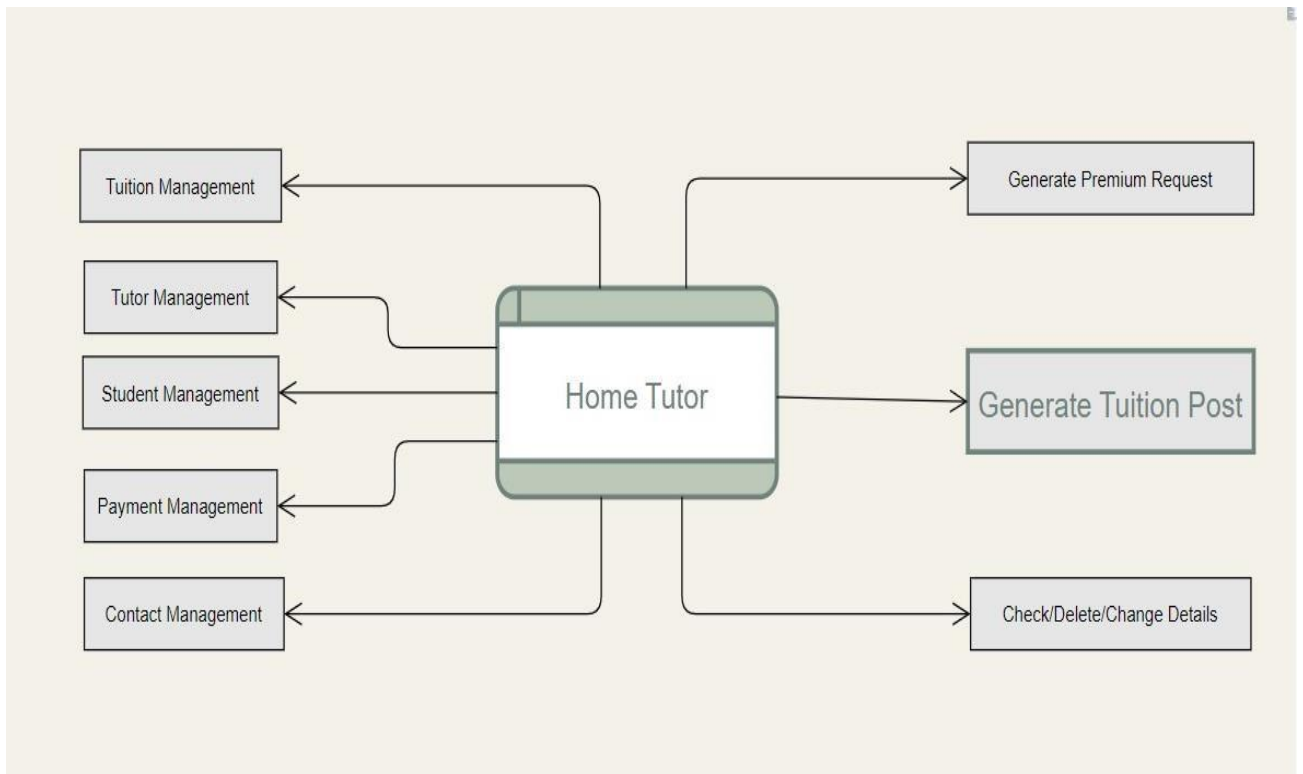 Tuition Management
Tutor Management
Student Management
Payment Management
Contact Management
Home Tutor
Generate Premium Request
Generate Tuition Post
Check/Delete/Change Details